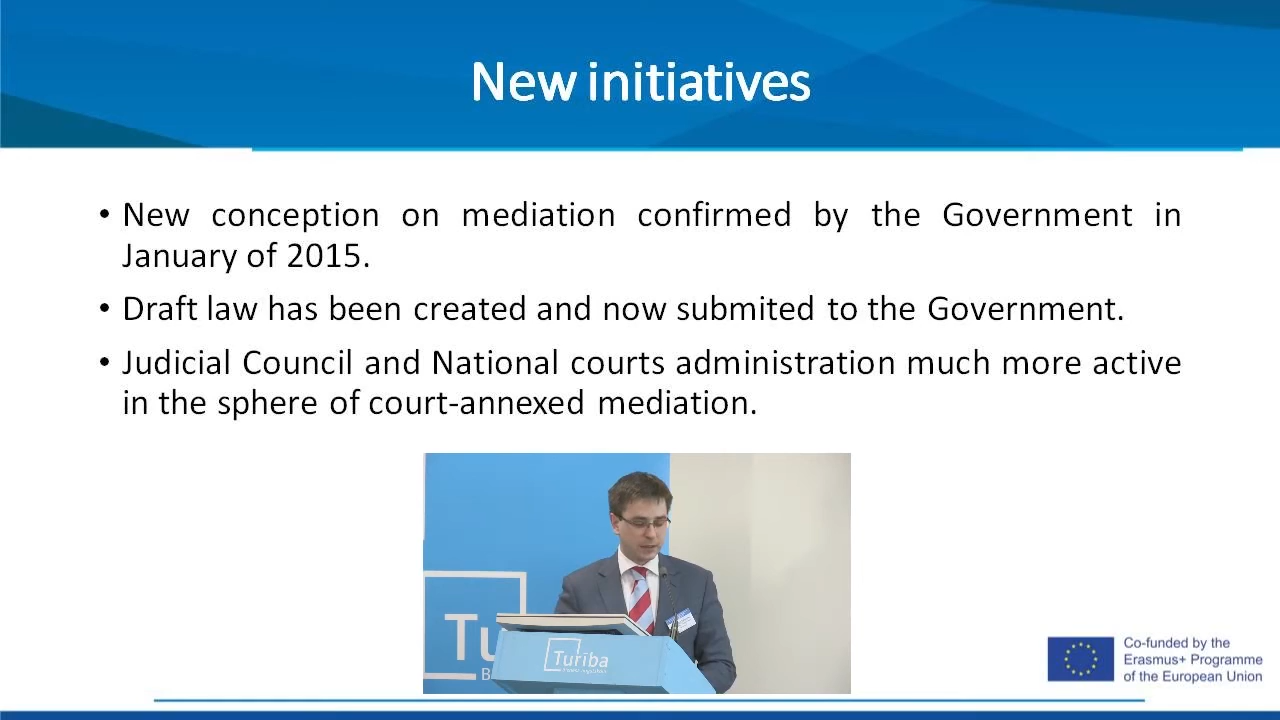 New initiatives
• New conception on mediation confirmed by the Government in
January of 2015.
• Draft law has been created and now submited to the Government.
• Judicial Council and National courts administration much more active
in the sphere of court-annexed mediation.
Tu
B
Turība
Co-funded by the
Erasmus+ Programme
of the European Union